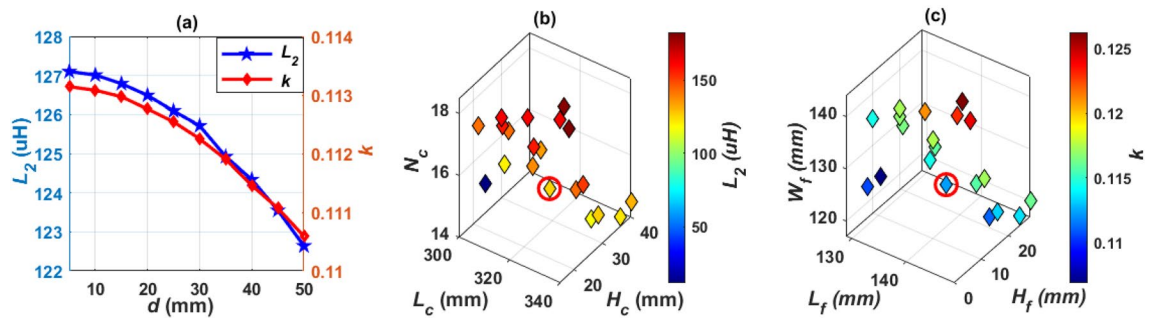 (a)
128
127
126
125
124
123
122
L2 (uH)
10 20 30 40 50
d (mm)
0.114
0.113
0.112
0.111
0.11
k
L2
k
(b)
18
16
14
Nc
300 320 340
Lc (mm)
20 30 40
Hc (mm)
150
100
50
L2 (uH)
(c)
140
130
120
Wf (mm)
130 140
Lf (mm)
0 10 20
Hf (mm)
0.125
0.12
0.115
0.11
k